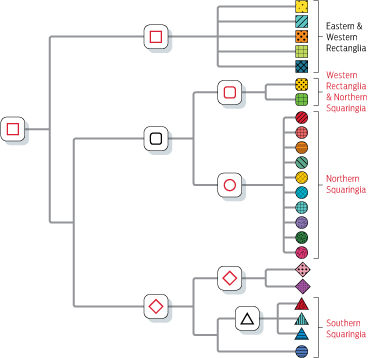 Eastern &
Western
Rectanglia
Western
Rectanglia
& Northern
Squaringia
Northern
Squaringia
Southern
Squaringia